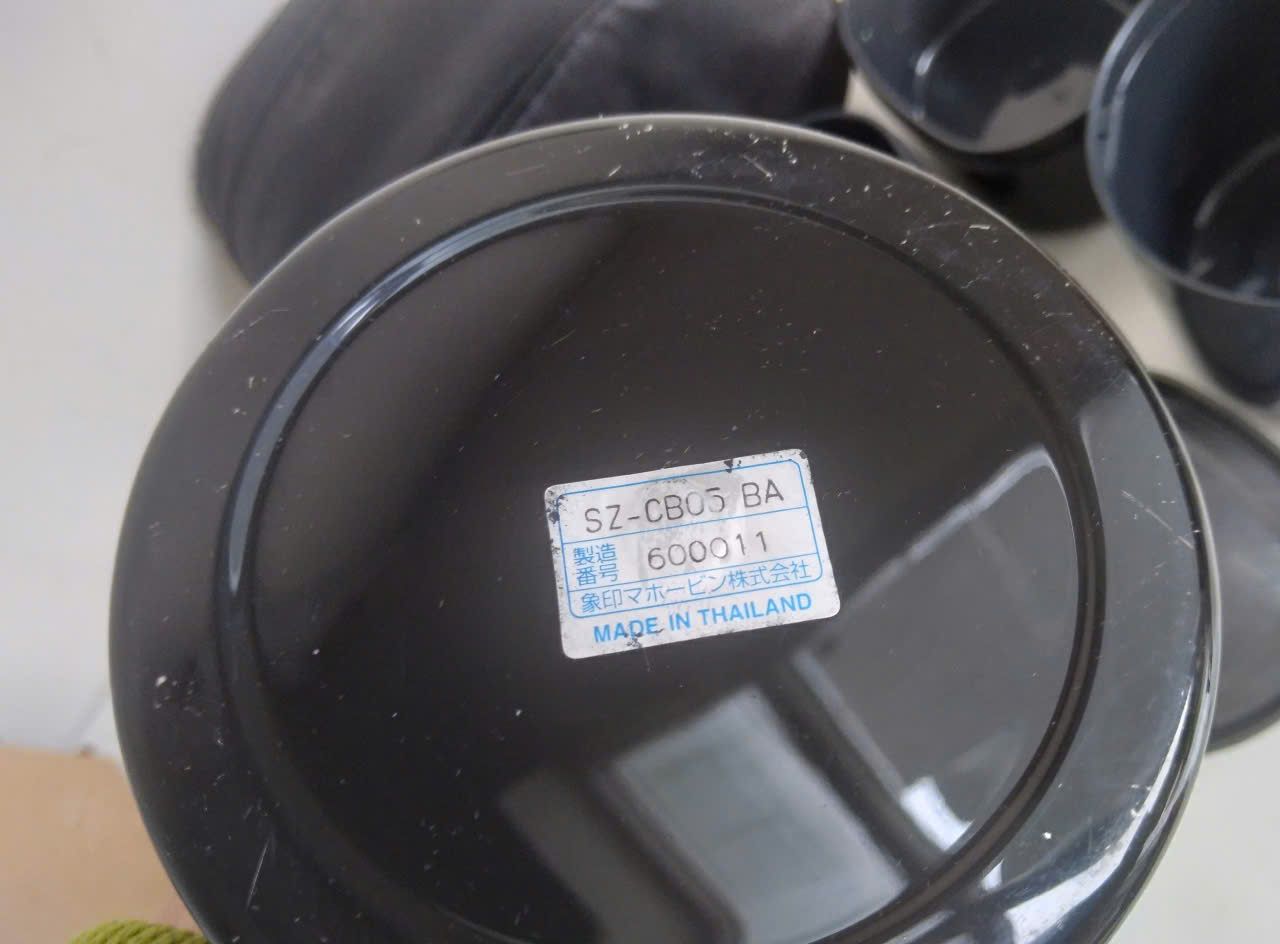 SZ-CB05 BA
製造
番号 600011
象印マホービン株式会社
MADE IN THAILAND